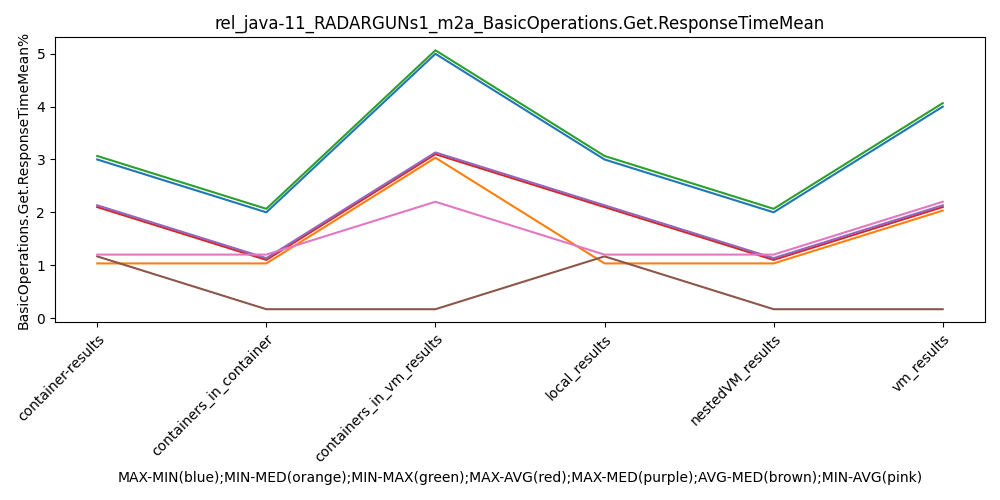 rel_java-11_RADARGUNs1_m2a_BasicOperations.Get.ResponseTimeMean
BasicOperations.Get.ResponseTimeMean%
5
4
3
2
1
0
container-results
containers_in_container
containers_in_vm_results
local_results
nestedVM_results
vm_results
MAX-MIN(blue);MIN-MED(orange);MIN-MAX(green);MAX-AVG(red);MAX-MED(purple);AVG-MED(brown);MIN-AVG(pink)